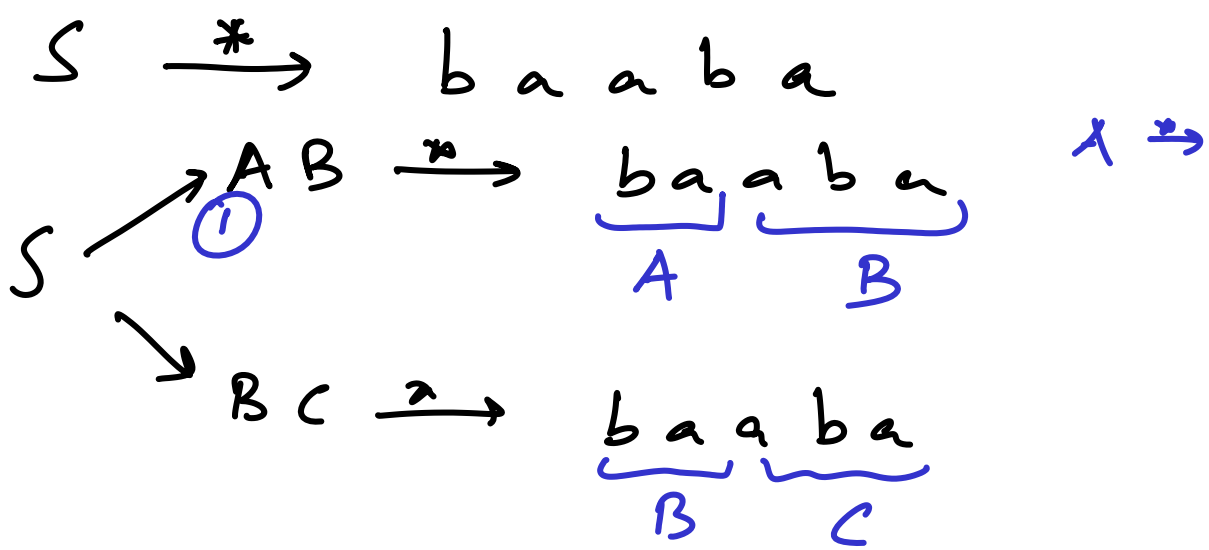 S →* b a a b a
A B →* b a a b a
λ →*
①
S
A B
B C →* b a a b a
B C